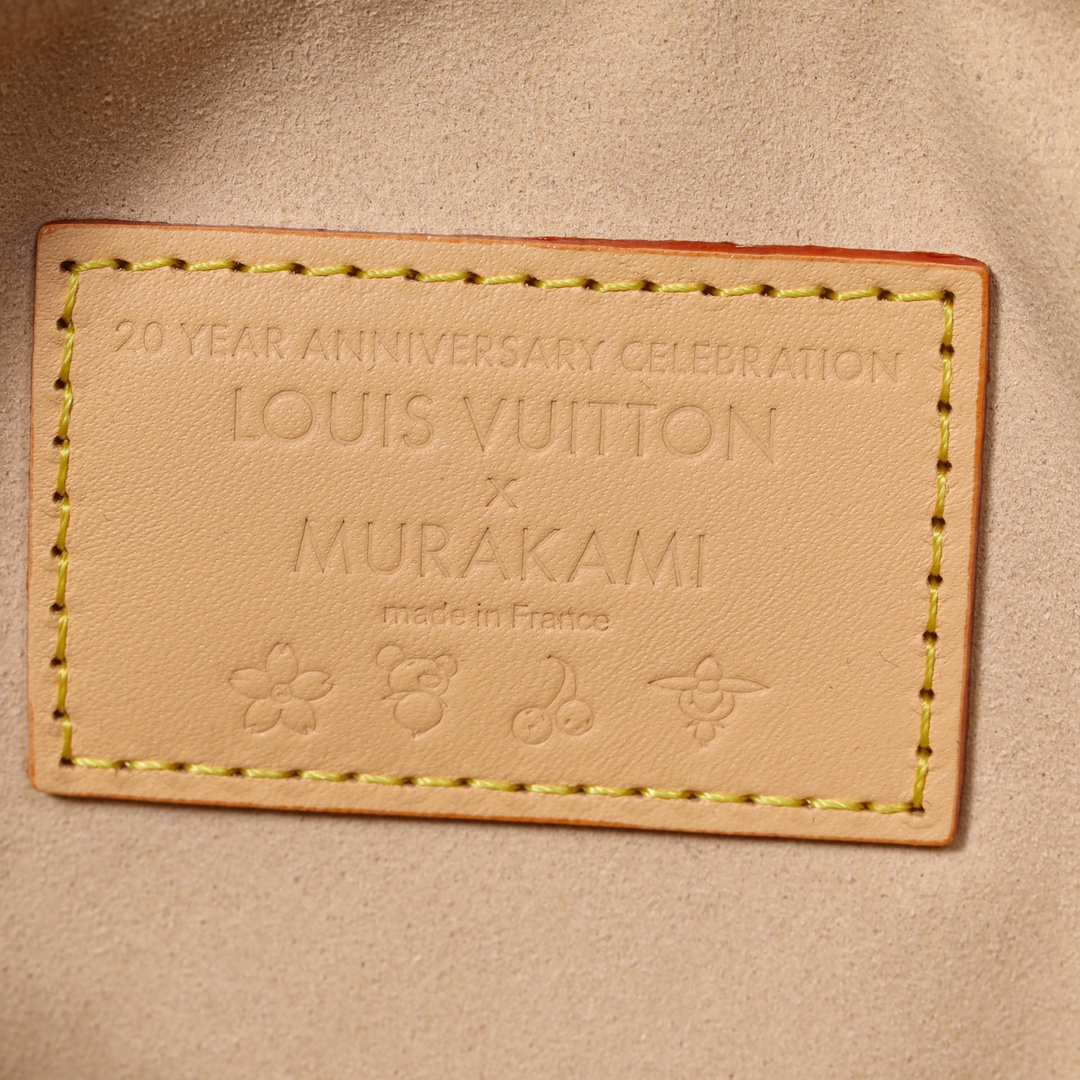 20 YEAR ANNIVERSARY CELEBRATION
LOUIS VUITTON
x
MURAKAMI
made in France